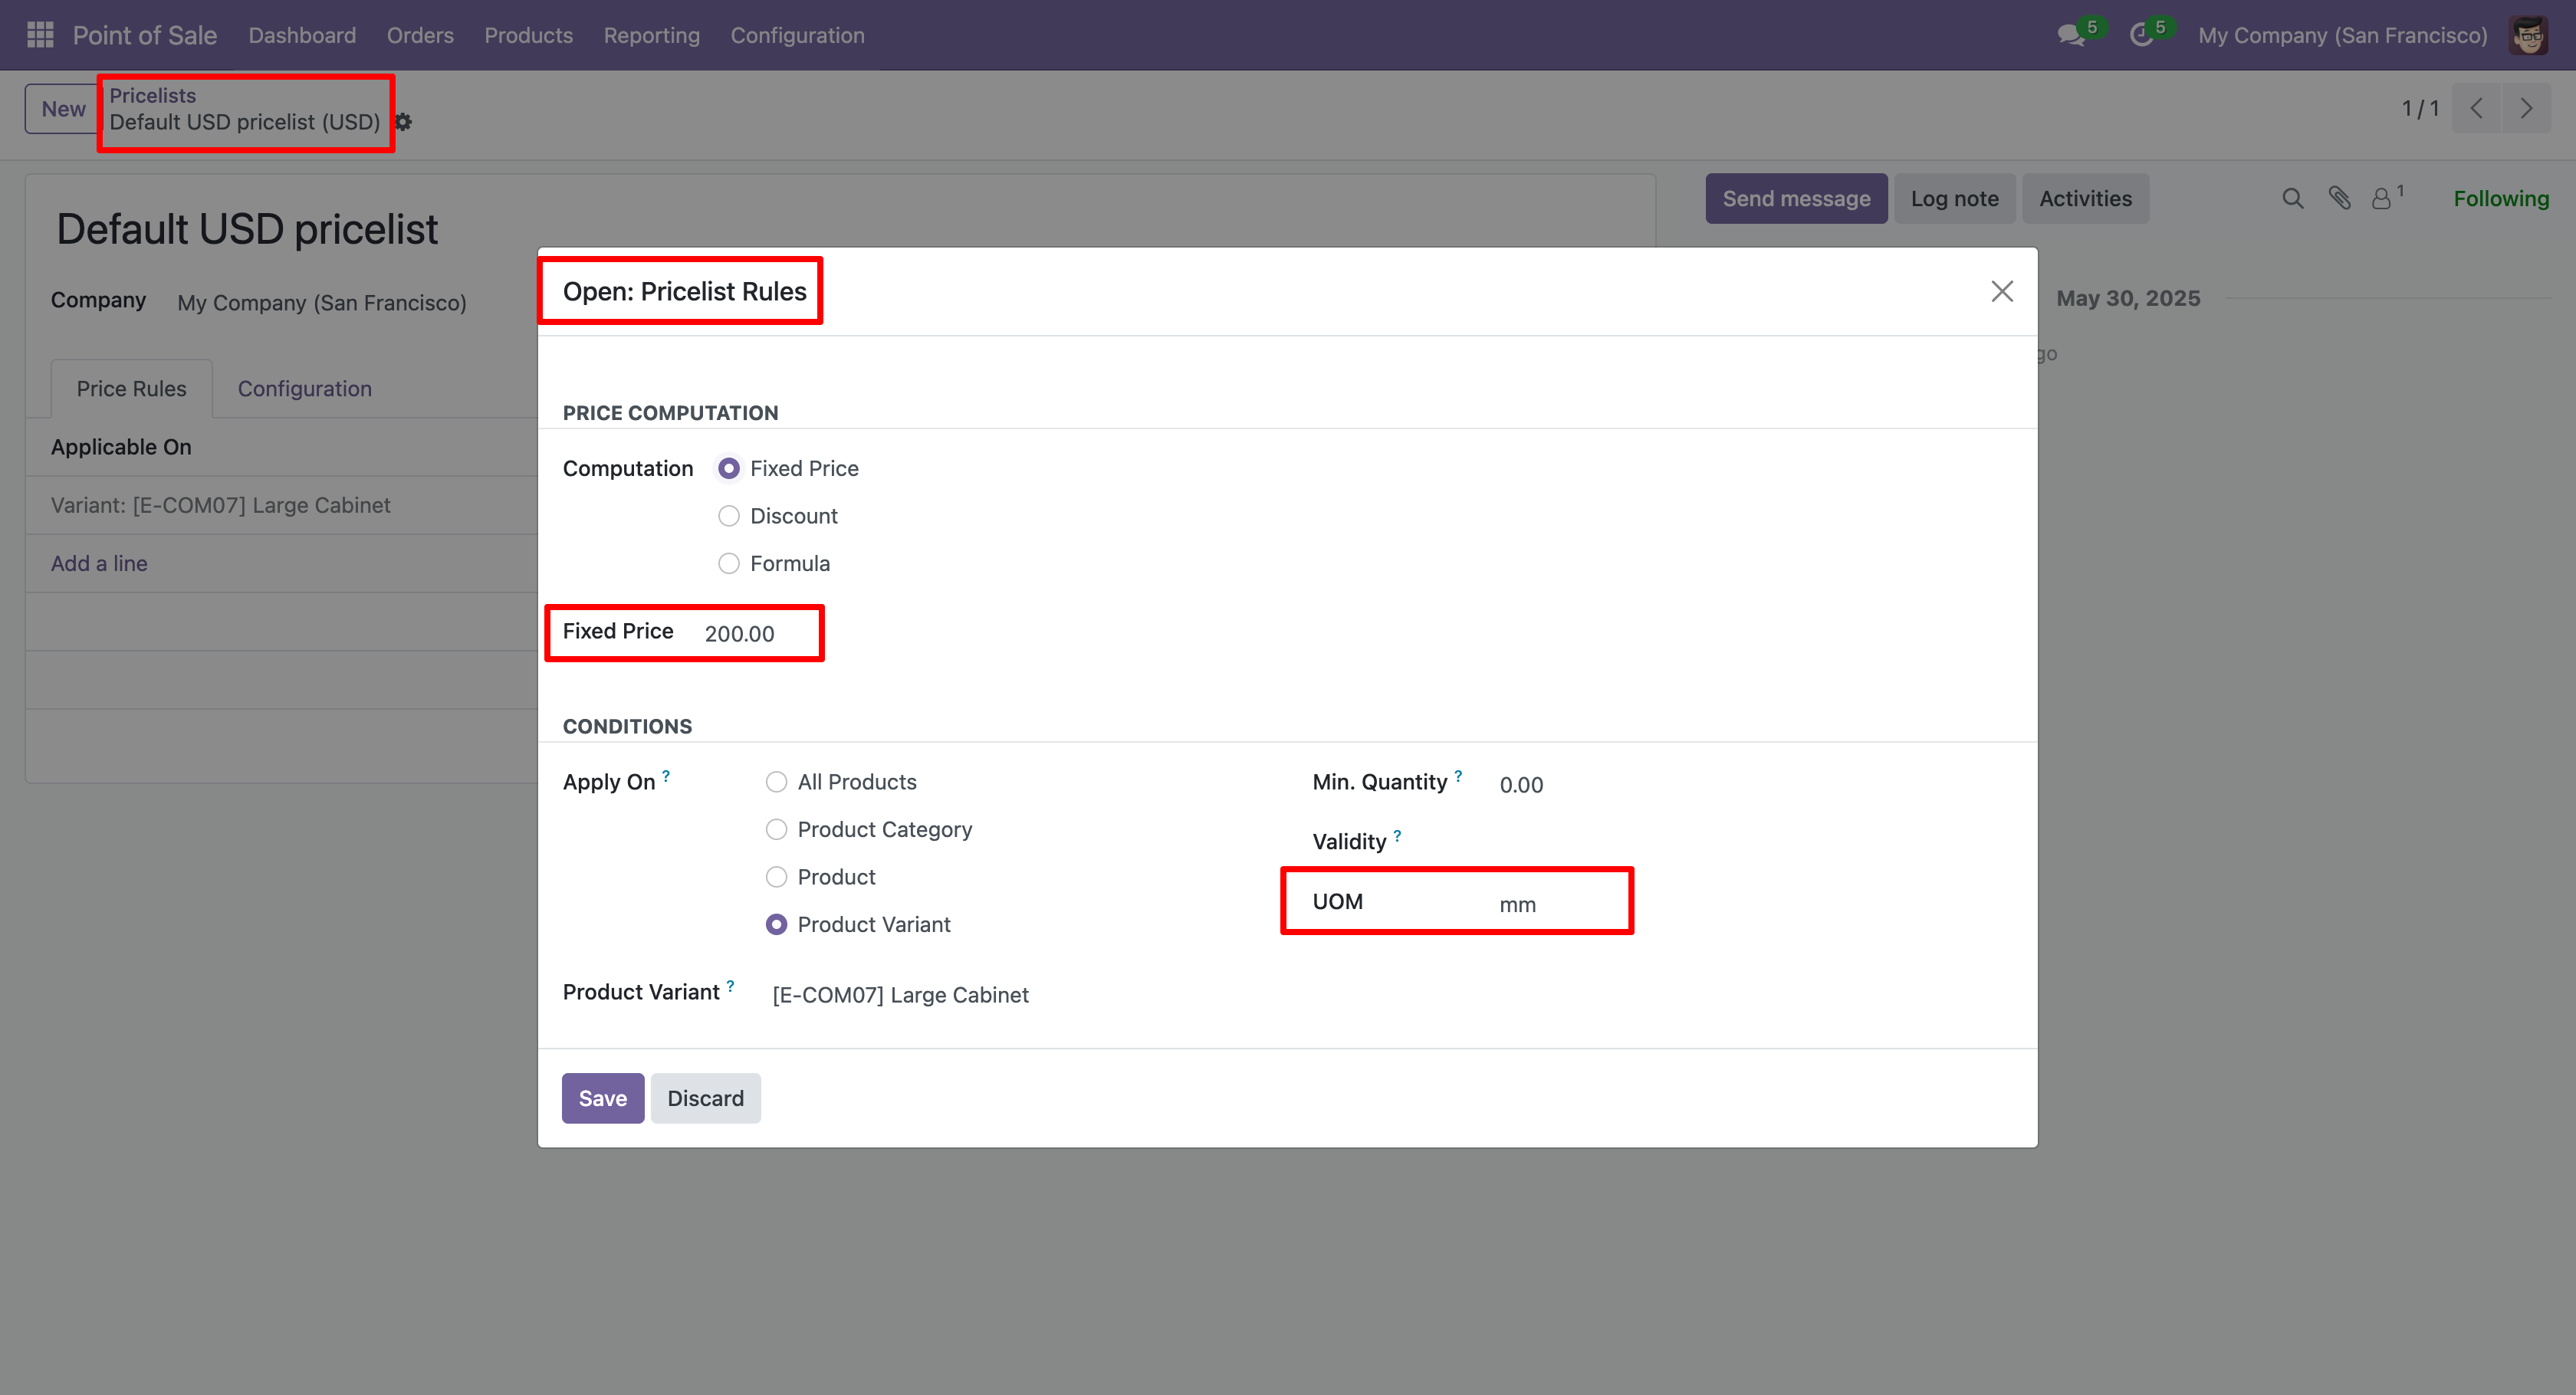 Point of Sale Dashboard Orders Products Reporting Configuration 5 5 My Company (San Francisco)
New
Pricelists
Default USD pricelist (USD)
1 / 1
Send message Log note Activities 1 Following
Default USD pricelist
Company My Company (San Francisco)
May 30, 2025
go
Price Rules Configuration
Applicable On
Variant: [E-COM07] Large Cabinet
Add a line
Open: Pricelist Rules
PRICE COMPUTATION
Computation Fixed Price
Discount
Formula
Fixed Price 200.00
CONDITIONS
Apply On ? All Products
Product Category
Product
Product Variant
Min. Quantity ? 0.00
Validity ?
UOM mm
Product Variant ? [E-COM07] Large Cabinet
Save Discard